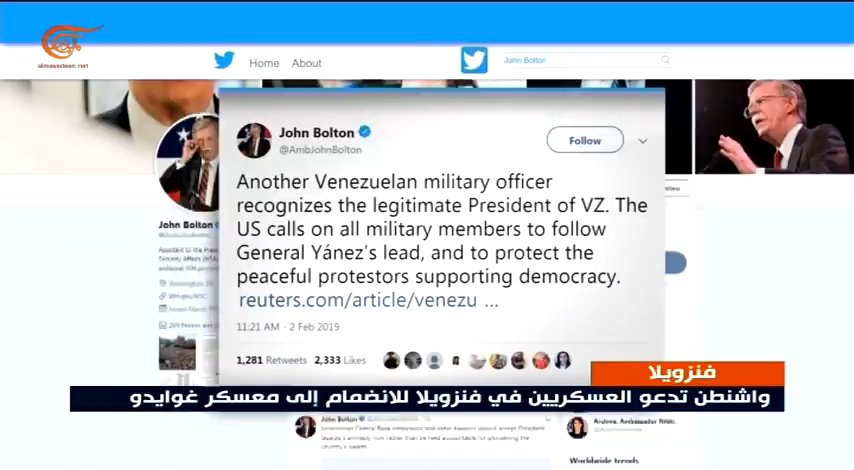 almayadeen.net
Home About
John Bolton
John Bolton
@AmbJohnBolton
Follow
Another Venezuelan military officer
recognizes the legitimate President of VZ. The
US calls on all military members to follow
General Yánez's lead, and to protect the
peaceful protestors supporting democracy.
reuters.com/article/venezu ...
11:21 AM - 2 Feb 2019
1,281 Retweets 2,333 Likes
John Bolton
فنزويلا
واشنطن تدعو العسكريين في فنزويلا للانضمام إلى معسكر غوايدو
John Bolton
Worldwide trends